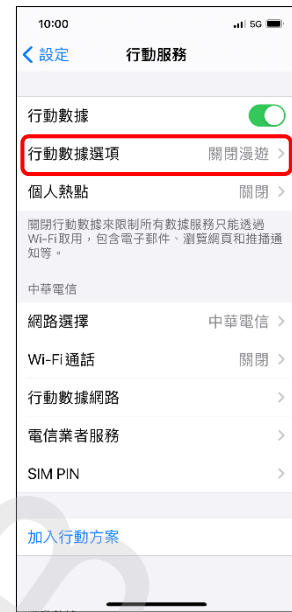 10:00
5G
設定
行動服務
行動數據
行動數據選項
關閉漫遊
個人熱點
關閉
關閉行動數據來限制所有數據服務只能透過
Wi-Fi取用，包含電子郵件、瀏覽網頁和推播通
知等。
中華電信
網路選擇
中華電信
Wi-Fi通話
關閉
行動數據網路
電信業者服務
SIM PIN
加入行動方案